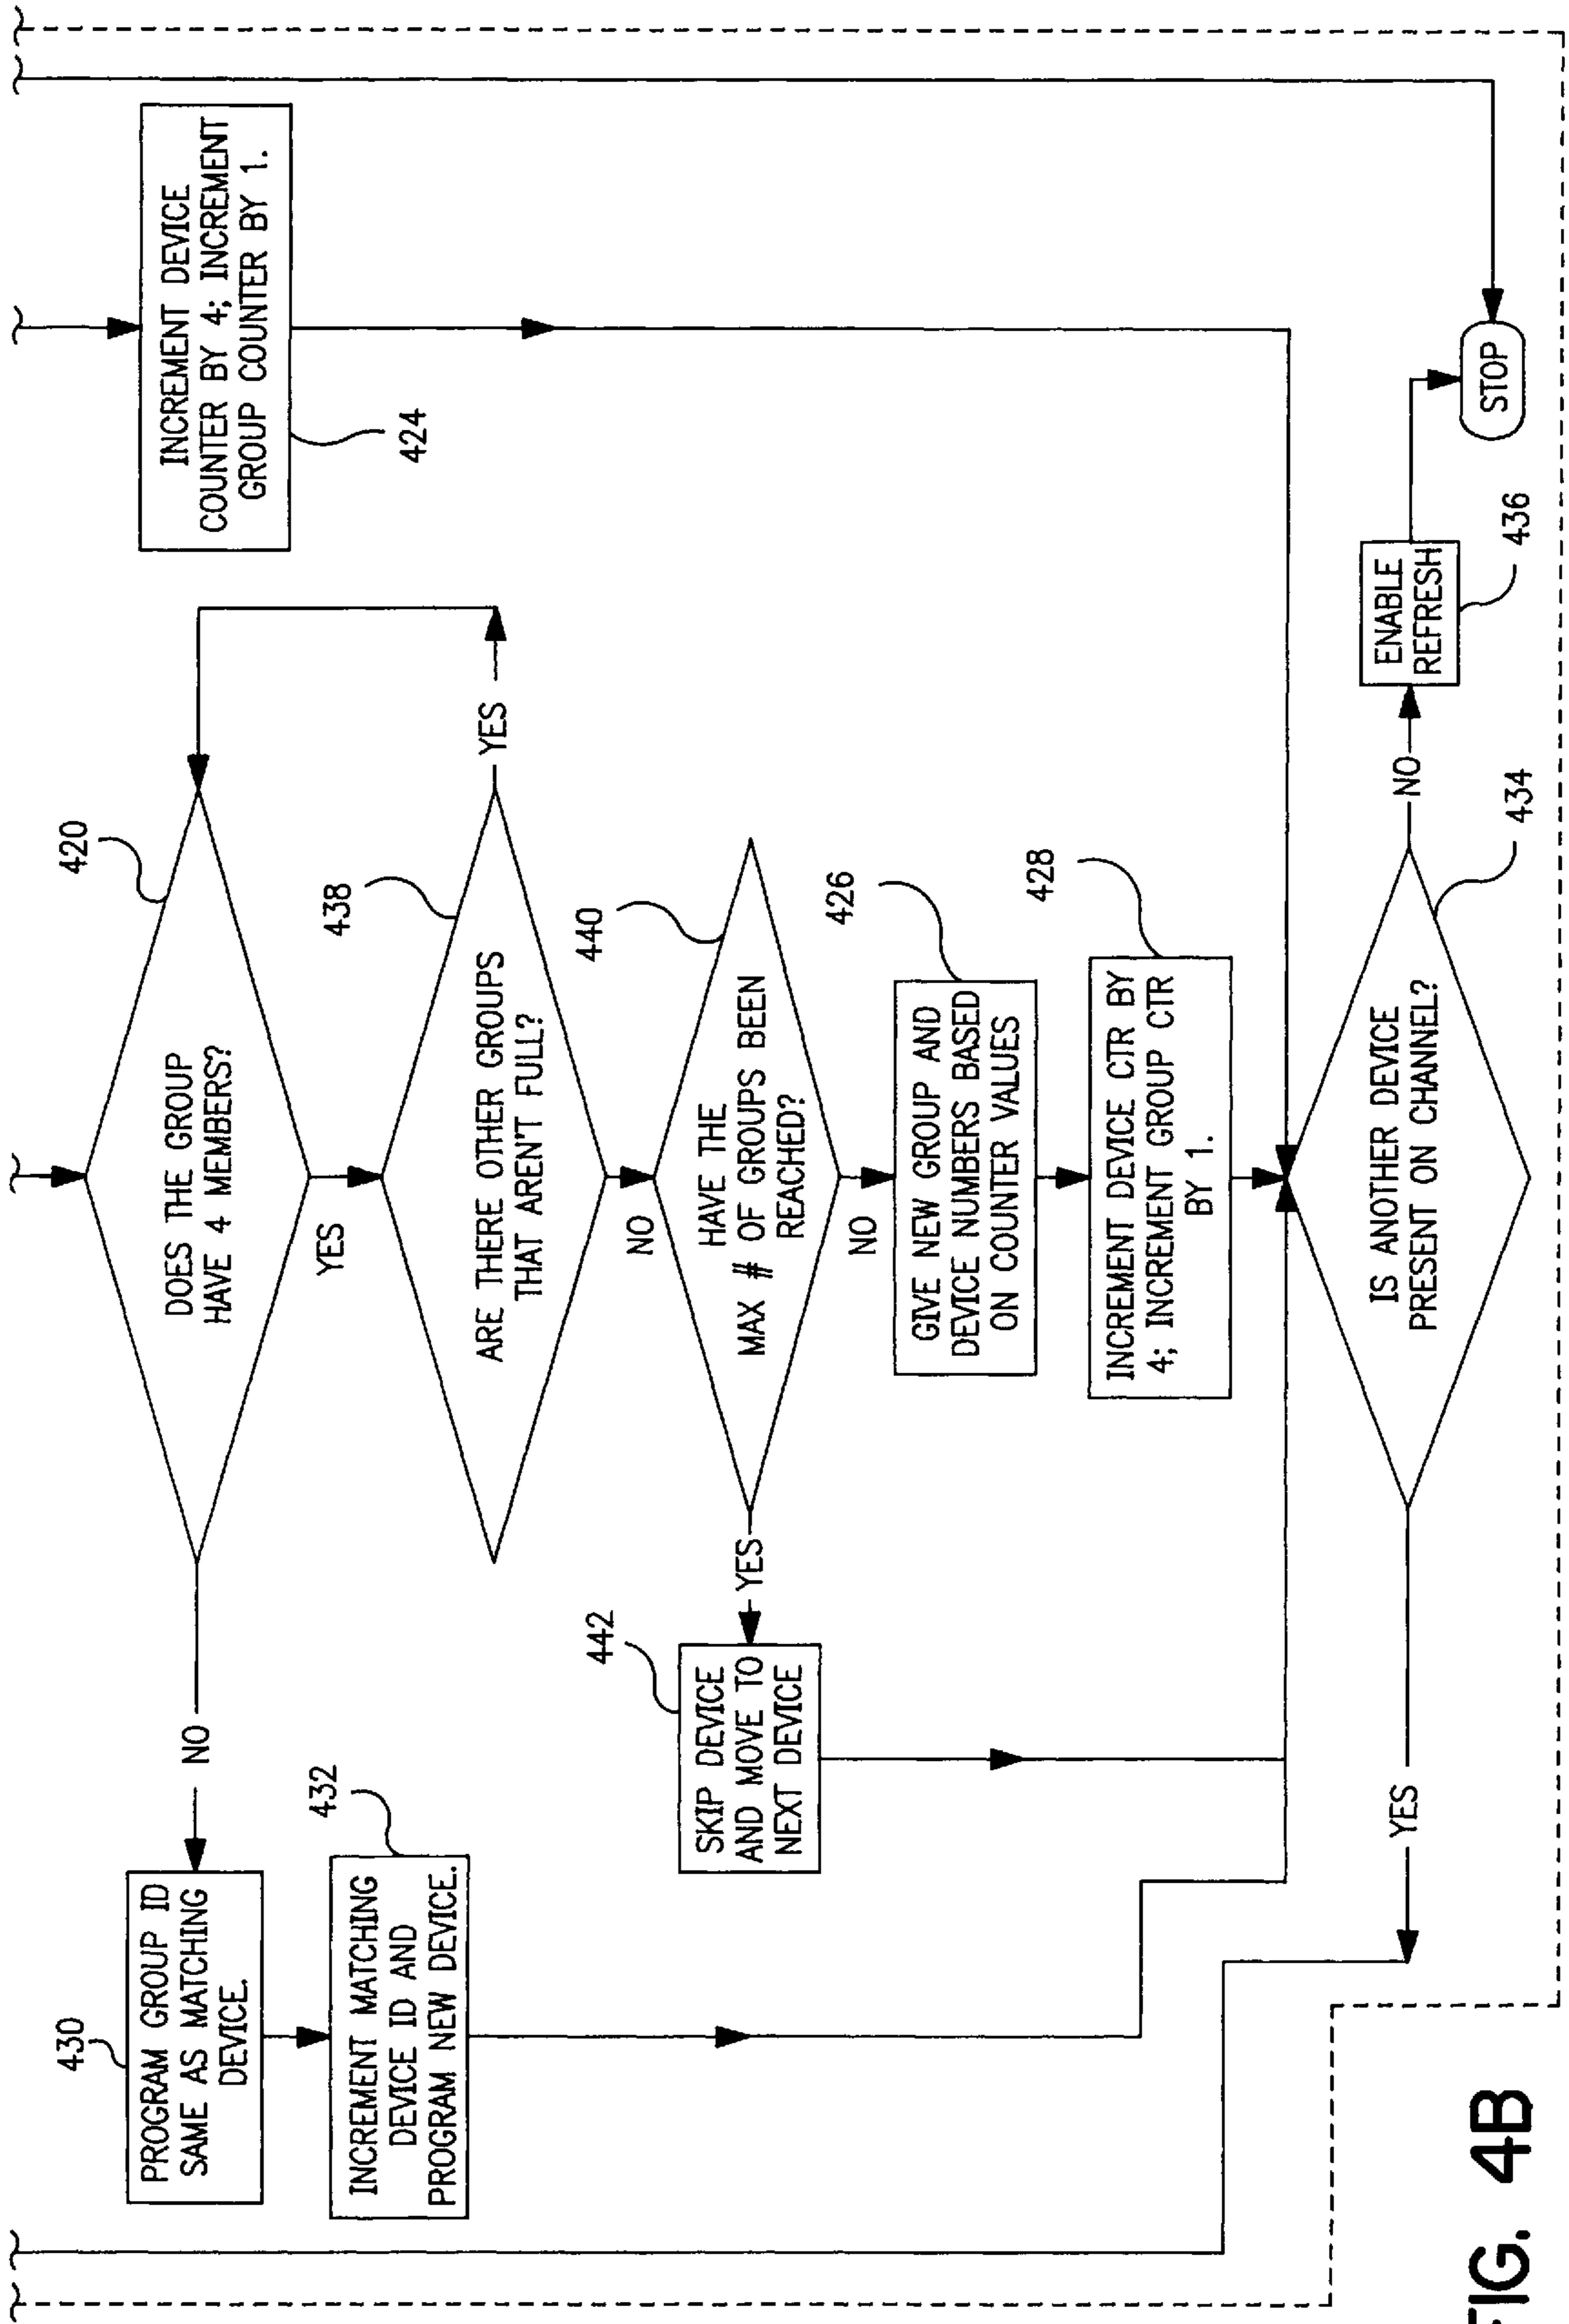 430
PROGRAM GROUP ID
SAME AS MATCHING
DEVICE.
NO
DOES THE GROUP
HAVE 4 MEMBERS?
420
INCREMENT DEVICE
COUNTER BY 4; INCREMENT
GROUP COUNTER BY 1.
424
YES
432
INCREMENT MATCHING
DEVICE ID AND
PROGRAM NEW DEVICE.
438
ARE THERE OTHER GROUPS
THAT AREN'T FULL?
YES
NO
442
SKIP DEVICE
AND MOVE TO
NEXT DEVICE
YES
440
HAVE THE
MAX # OF GROUPS BEEN
REACHED?
NO
426
GIVE NEW GROUP AND
DEVICE NUMBERS BASED
ON COUNTER VALUES
428
INCREMENT DEVICE CTR BY
4; INCREMENT GROUP CTR
BY 1.
YES
IS ANOTHER DEVICE
PRESENT ON CHANNEL?
434
NO
ENABLE
REFRESH
436
STOP
FIG. 4B